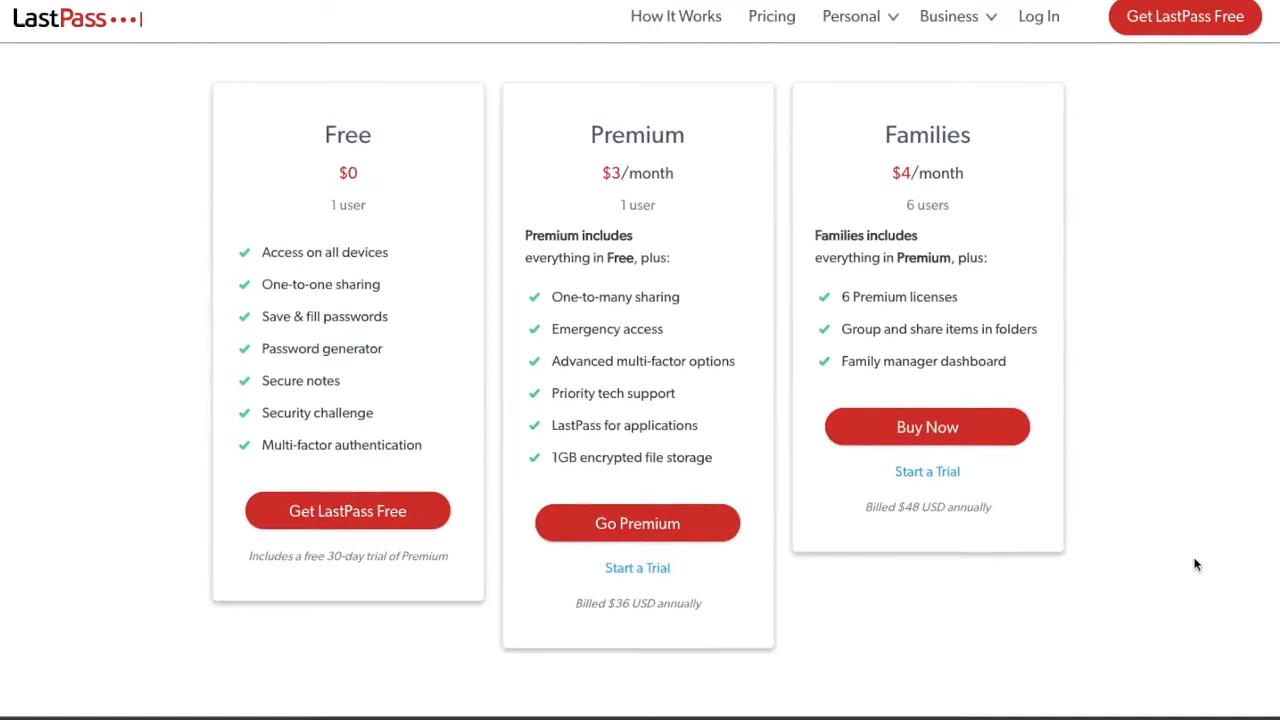 LastPass
How It Works
Pricing
Personal
Business
Log In
Get LastPass Free
Free
$0
1 user
Access on all devices
One-to-one sharing
Save & fill passwords
Password generator
Secure notes
Security challenge
Multi-factor authentication
Get LastPass Free
Includes a free 30-day trial of Premium
Premium
$3/month
1 user
Premium includes
everything in Free, plus:
One-to-many sharing
Emergency access
Advanced multi-factor options
Priority tech support
LastPass for applications
1GB encrypted file storage
Go Premium
Start a Trial
Billed $36 USD annually
Families
$4/month
6 users
Families includes
everything in Premium, plus:
6 Premium licenses
Group and share items in folders
Family manager dashboard
Buy Now
Start a Trial
Billed $48 USD annually